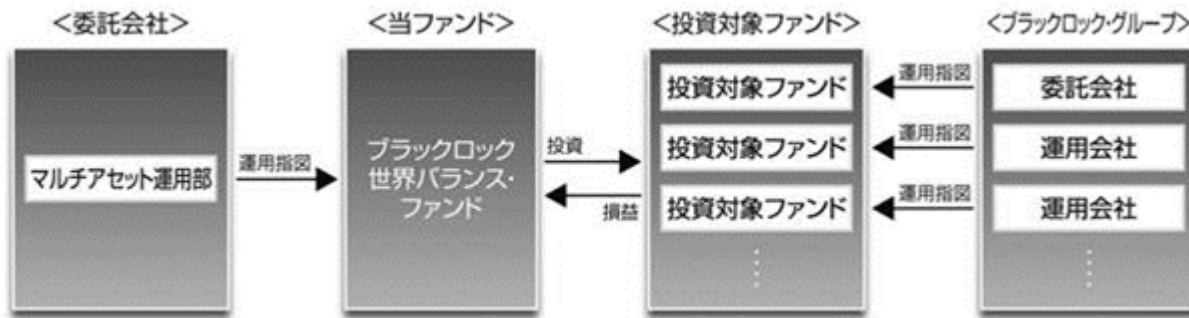 <委託会社>
マルチアセット運用部
運用指図
<当ファンド>
ブラックロック
世界バランス・
ファンド
投資
損益
<投資対象ファンド>
投資対象ファンド
投資対象ファンド
投資対象ファンド
運用指図
運用指図
運用指図
<ブラックロック・グループ>
委託会社
運用会社
運用会社